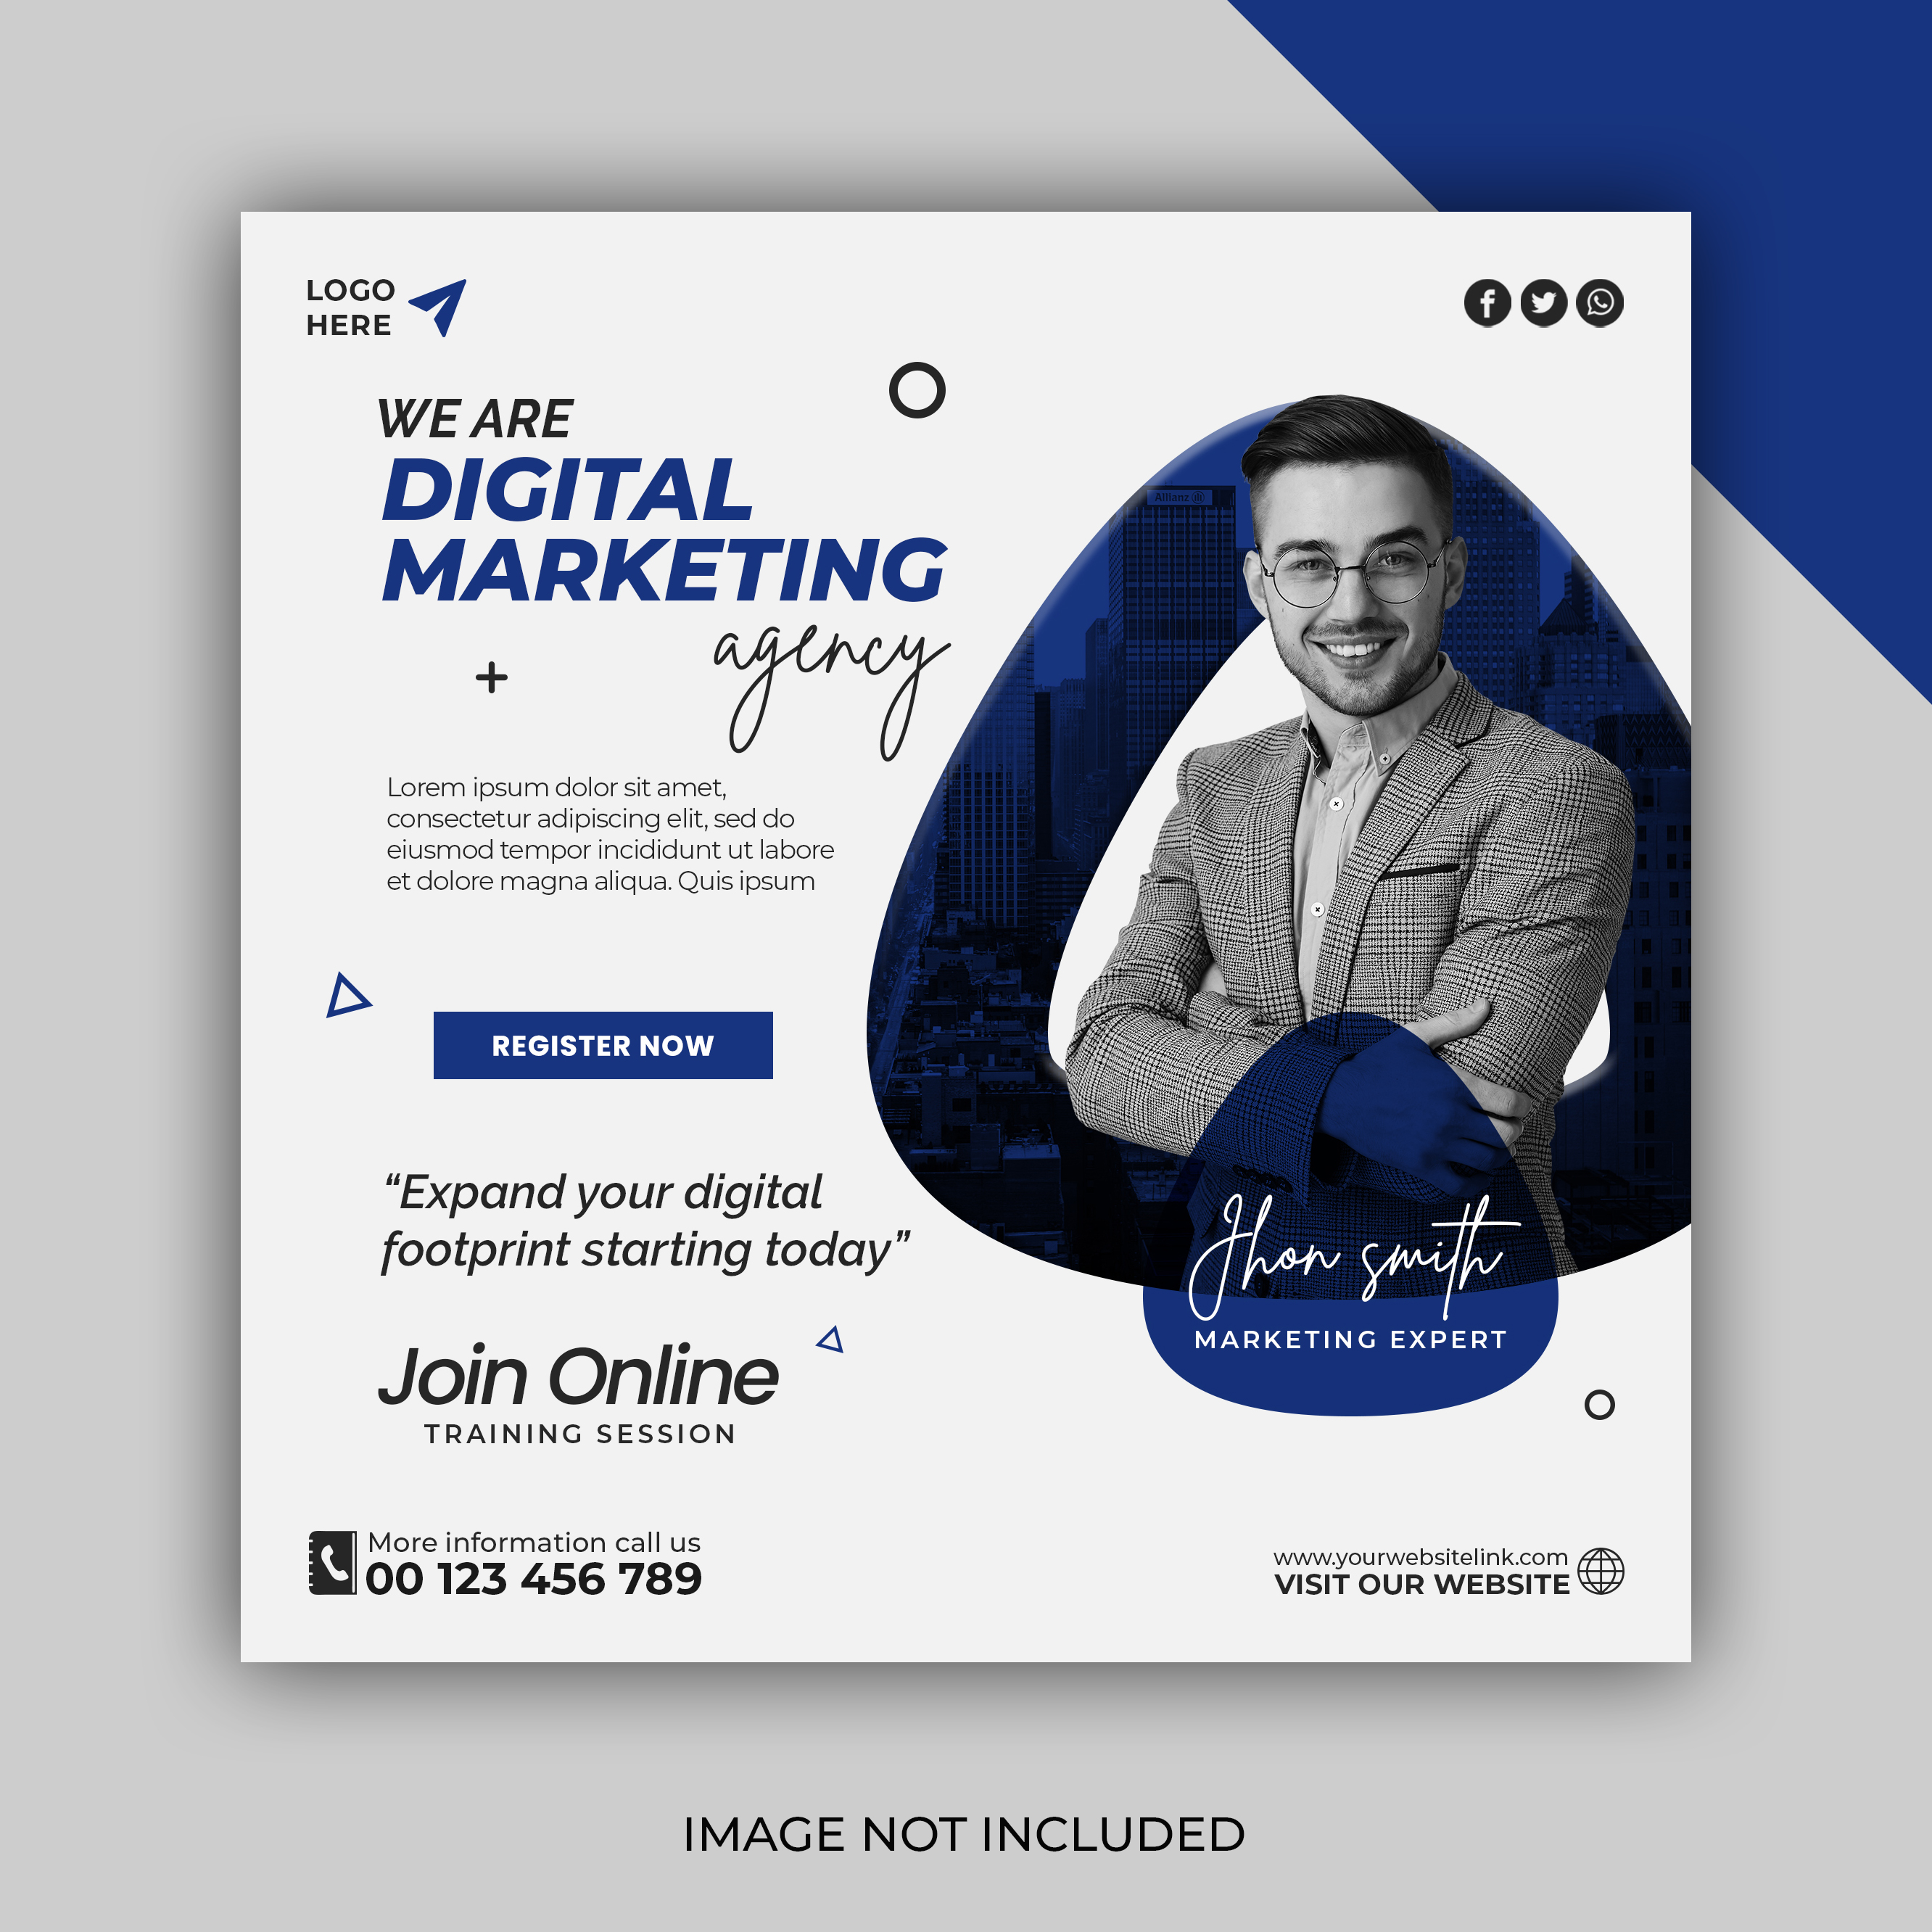 LOGO
HERE
WE ARE
DIGITAL
MARKETING
agency
Allianz
Lorem ipsum dolor sit amet,
consectetur adipiscing elit, sed do
eiusmod tempor incididunt ut labore
et dolore magna aliqua. Quis ipsum
REGISTER NOW
“Expand your digital
footprint starting today”
Jhon smith
MARKETING EXPERT
Join Online
TRAINING SESSION
More information call us
00 123 456 789
www.yourwebsitelink.com
VISIT OUR WEBSITE
IMAGE NOT INCLUDED